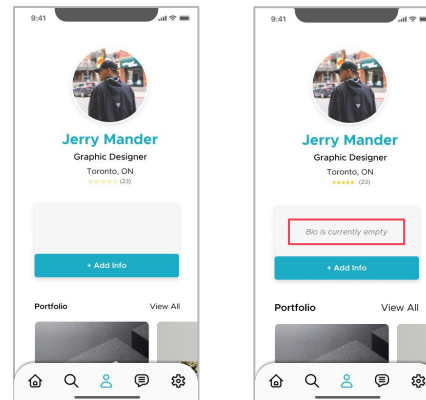 9:41
Jerry Mander
Graphic Designer
Toronto, ON
★★★★★ (23)
+ Add Info
Portfolio View All
9:41
Jerry Mander
Graphic Designer
Toronto, ON
★★★★★ (23)
Bio is currently empty
+ Add Info
Portfolio View All